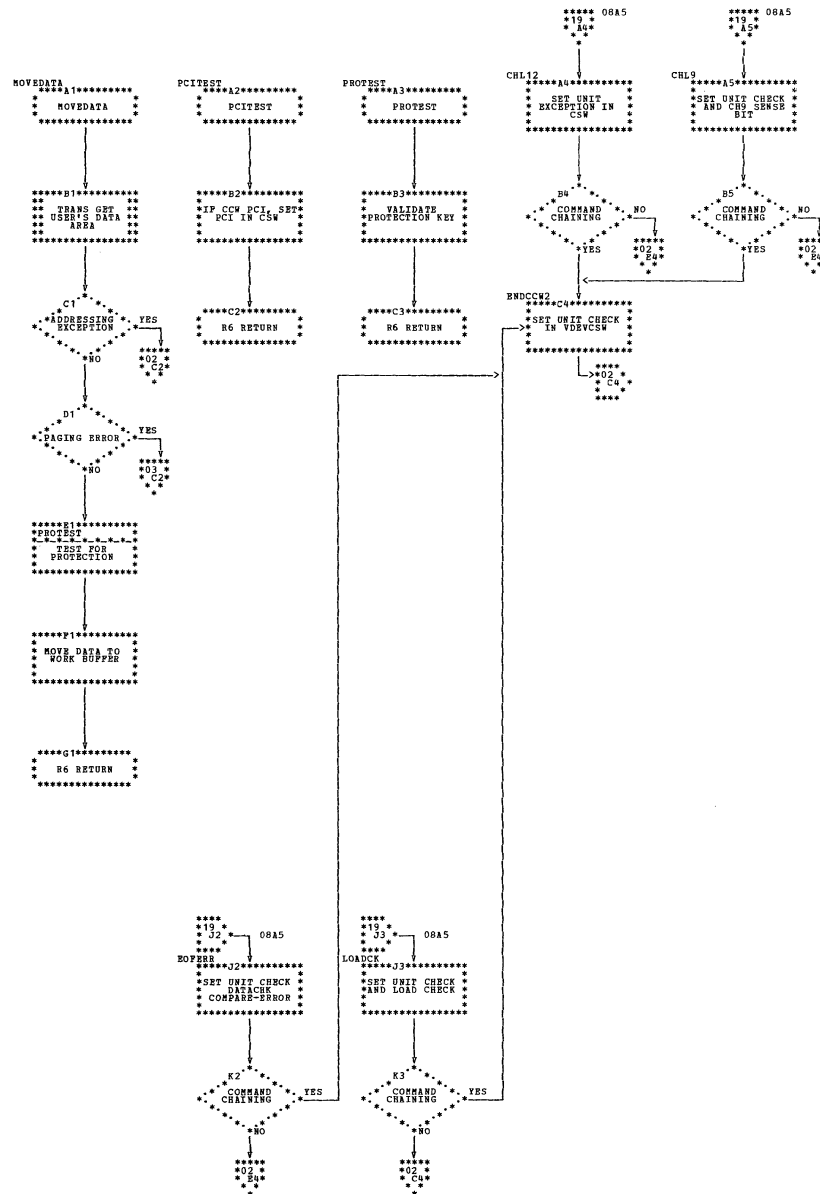 MOVEDATA
A1
MOVEDATA
B1
TRANS GET
USER'S DATA
AREA
C1
ADDRESSING
EXCEPTION
YES
02
C2
NO
D1
PAGING ERROR
YES
03
C2
NO
E1
PROTEST
TEST FOR
PROTECTION
F1
MOVE DATA TO
WORK BUFFER
G1
R6 RETURN
PCITEST
A2
PCITEST
B2
IF CCW PCI, SET
PCI IN CSW
C2
R6 RETURN
PROTEST
A3
PROTEST
B3
VALIDATE
PROTECTION KEY
C3
R6 RETURN
19
A4
08A5
CHL12
A4
SET UNIT
EXCEPTION IN
CSW
B4
COMMAND
CHAINING
NO
02
E4
YES
ENDCCW2
C4
SET UNIT CHECK
IN VDEVCSW
02
C4
19
A5
08A5
CHL9
A5
SET UNIT CHECK
AND CH9 SENSE
BIT
B5
COMMAND
CHAINING
NO
02
E4
YES
19
J2
08A5
EOFERR
J2
SET UNIT CHECK
DATACHK
COMPARE-ERROR
K2
COMMAND
CHAINING
YES
NO
02
E4
19
J3
08A5
LOADCK
J3
SET UNIT CHECK
AND LOAD CHECK
K3
COMMAND
CHAINING
YES
NO
02
C4